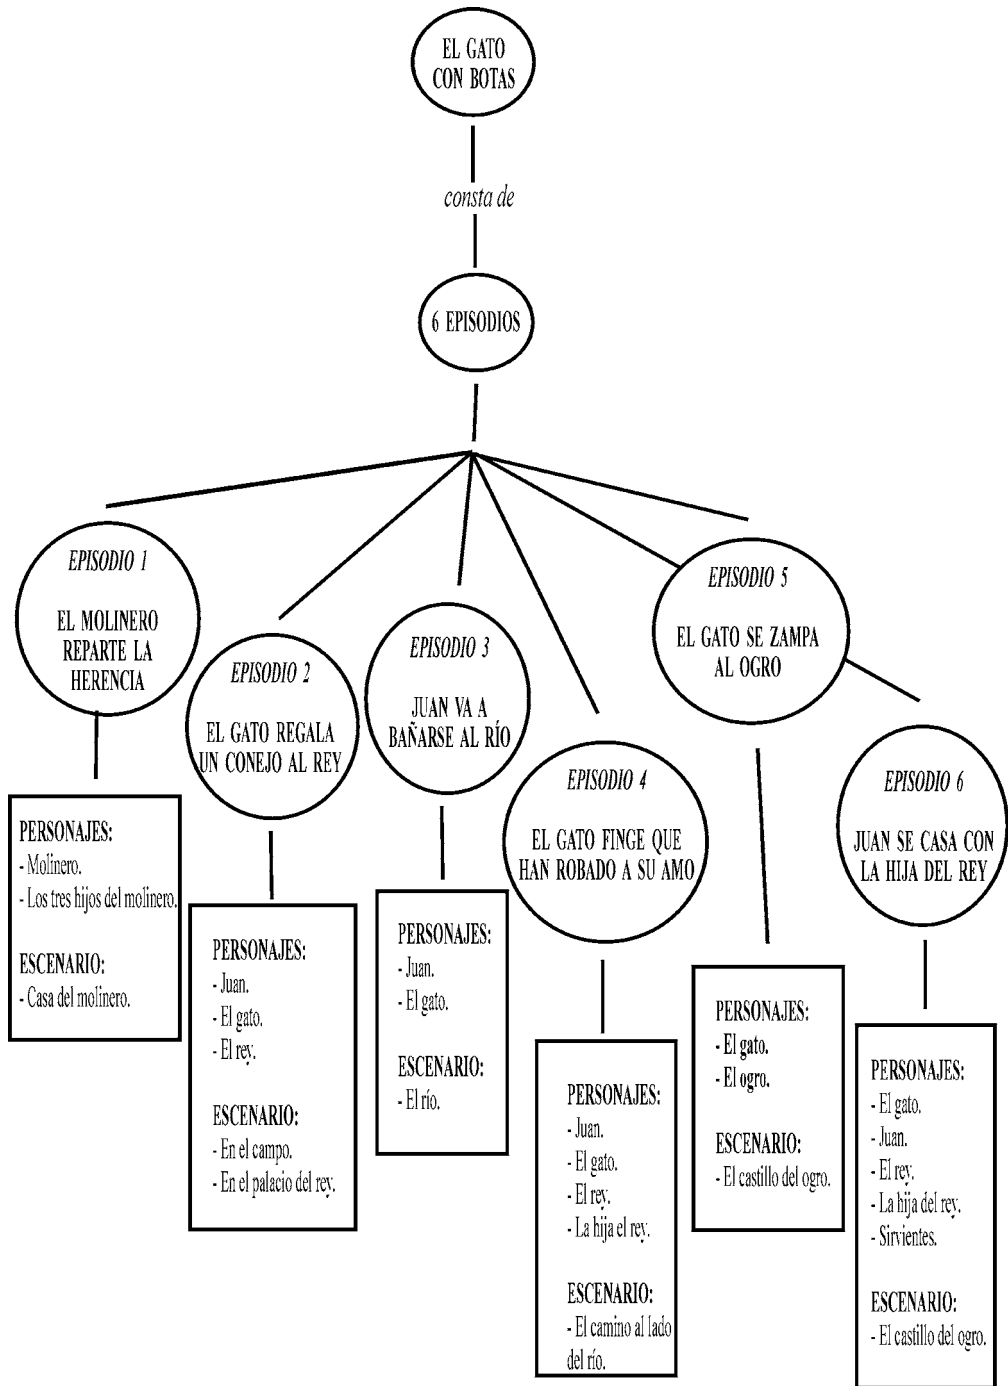 EL GATO
CON BOTAS
consta de
6 EPISODIOS
EPISODIO 1
EL MOLINERO
REPARTE LA
HERENCIA
PERSONAJES:
- Molinero.
- Los tres hijos del molinero.
ESCENARIO:
- Casa del molinero.
EPISODIO 2
EL GATO REGALA
UN CONEJO AL REY
PERSONAJES:
- Juan.
- El gato.
- El rey.
ESCENARIO:
- En el campo.
- En el palacio del rey.
EPISODIO 3
JUAN VA A
BAÑARSE AL RÍO
PERSONAJES:
- Juan.
- El gato.
ESCENARIO:
- El río.
EPISODIO 4
EL GATO FINGE QUE
HAN ROBADO A SU AMO
PERSONAJES:
- Juan.
- El gato.
- El rey.
- La hija el rey.
ESCENARIO:
- El camino al lado
del río.
EPISODIO 5
EL GATO SE ZAMPA
AL OGRO
PERSONAJES:
- El gato.
- El ogro.
ESCENARIO:
- El castillo del ogro.
EPISODIO 6
JUAN SE CASA CON
LA HIJA DEL REY
PERSONAJES:
- El gato.
- Juan.
- El rey.
- La hija del rey.
- Sirvientes.
ESCENARIO:
- El castillo del ogro.